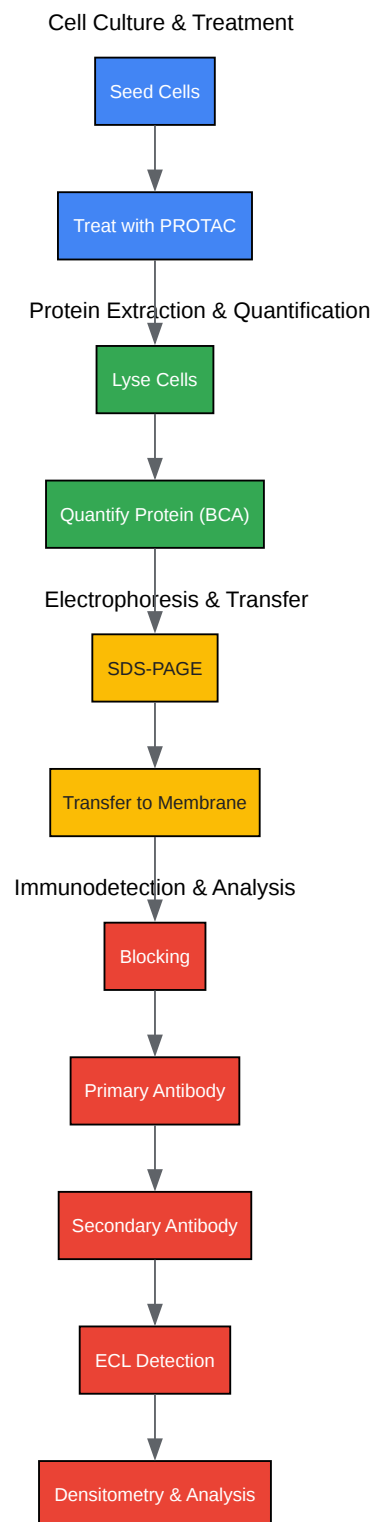 Cell Culture & Treatment
Seed Cells
Treat with PROTAC
Protein Extraction & Quantification
Lyse Cells
Quantify Protein (BCA)
Electrophoresis & Transfer
SDS-PAGE
Transfer to Membrane
Immunodetection & Analysis
Blocking
Primary Antibody
Secondary Antibody
ECL Detection
Densitometry & Analysis